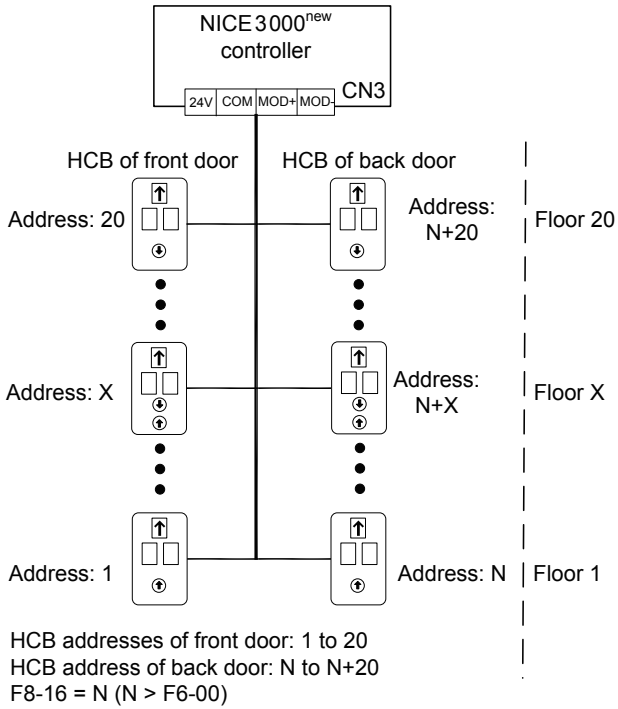 NICE3000new
controller
CN3
24V COM MOD+ MOD-
HCB of front door HCB of back door
Address: 20
Address:
N+20
Floor 20
Address: X
Address:
N+X
Floor X
Address: 1
Address: N
Floor 1
HCB addresses of front door: 1 to 20
HCB address of back door: N to N+20
F8-16 = N (N > F6-00)